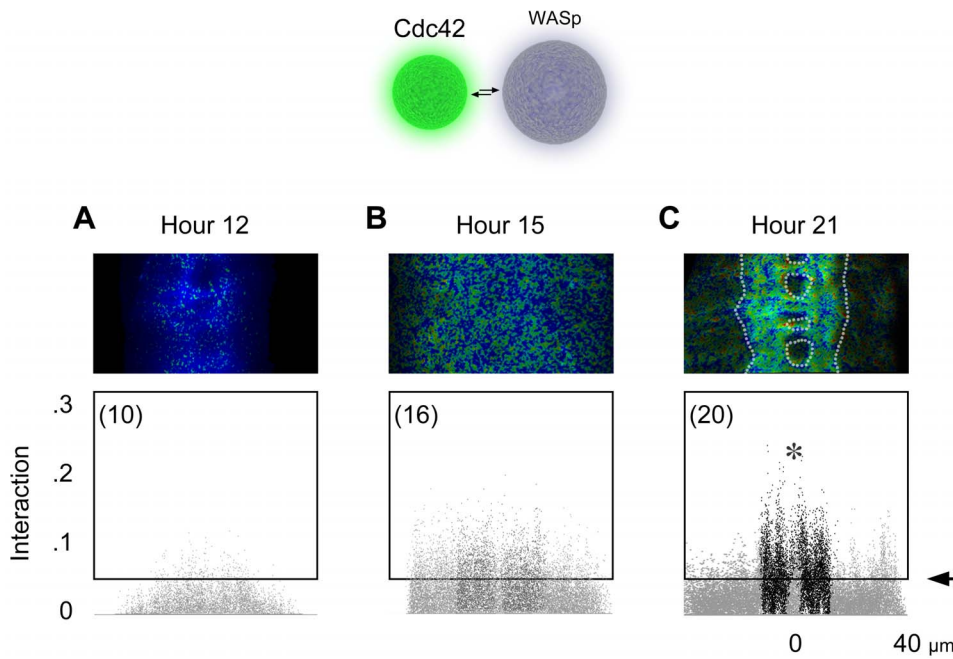 Cdc42
WASp
A
Hour 12
B
Hour 15
C
Hour 21
Interaction
.3
.2
.1
0
(10)
(16)
(20)
*
0
40 μm